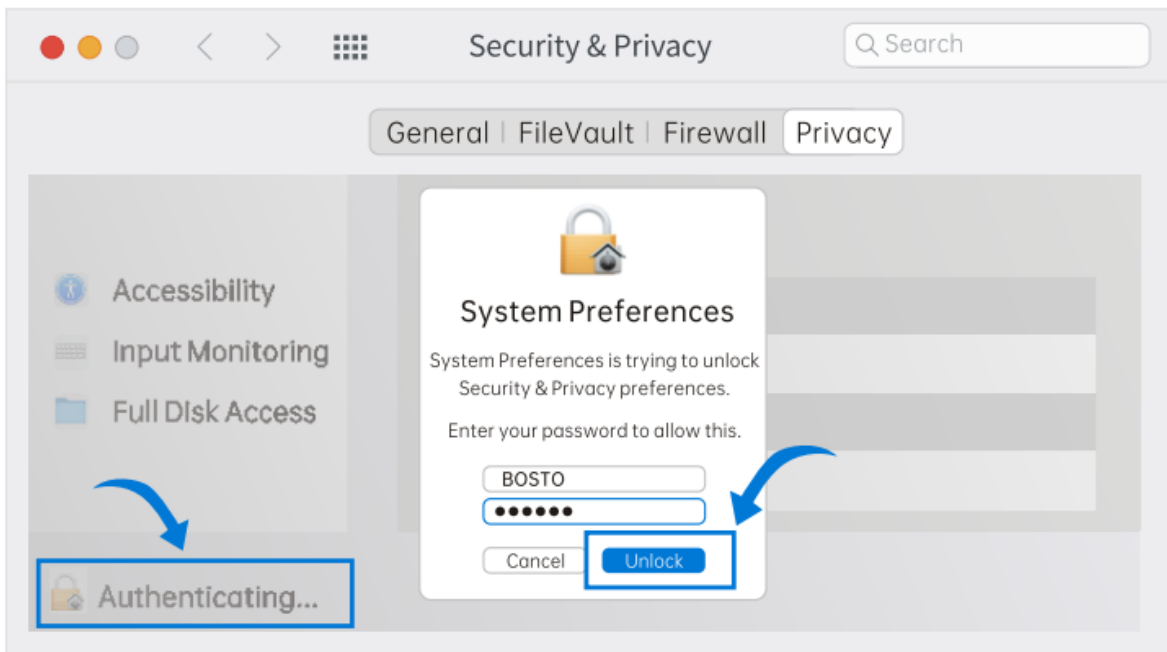 Security & Privacy
Search
General FileVault Firewall Privacy
Accessibility
Input Monitoring
Full DIsk Access
System Preferences
System Preferences is trying to unlock
Security & Privacy preferences.
Enter your password to allow this.
BOSTO
●●●●●●
Cancel Unlock
Authenticating...